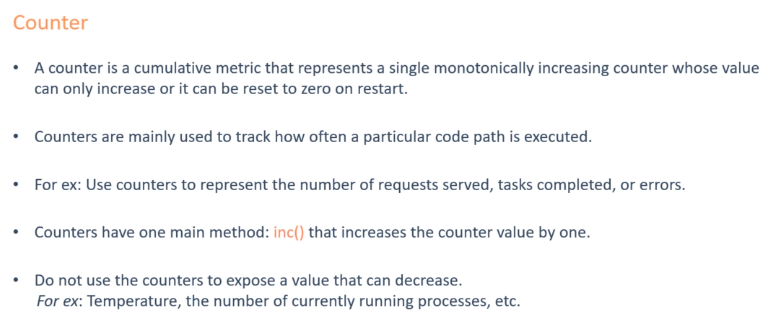 Counter
• A counter is a cumulative metric that represents a single monotonically increasing counter whose value
can only increase or it can be reset to zero on restart.
• Counters are mainly used to track how often a particular code path is executed.
• For ex: Use counters to represent the number of requests served, tasks completed, or errors.
• Counters have one main method: inc() that increases the counter value by one.
• Do not use the counters to expose a value that can decrease.
For ex: Temperature, the number of currently running processes, etc.